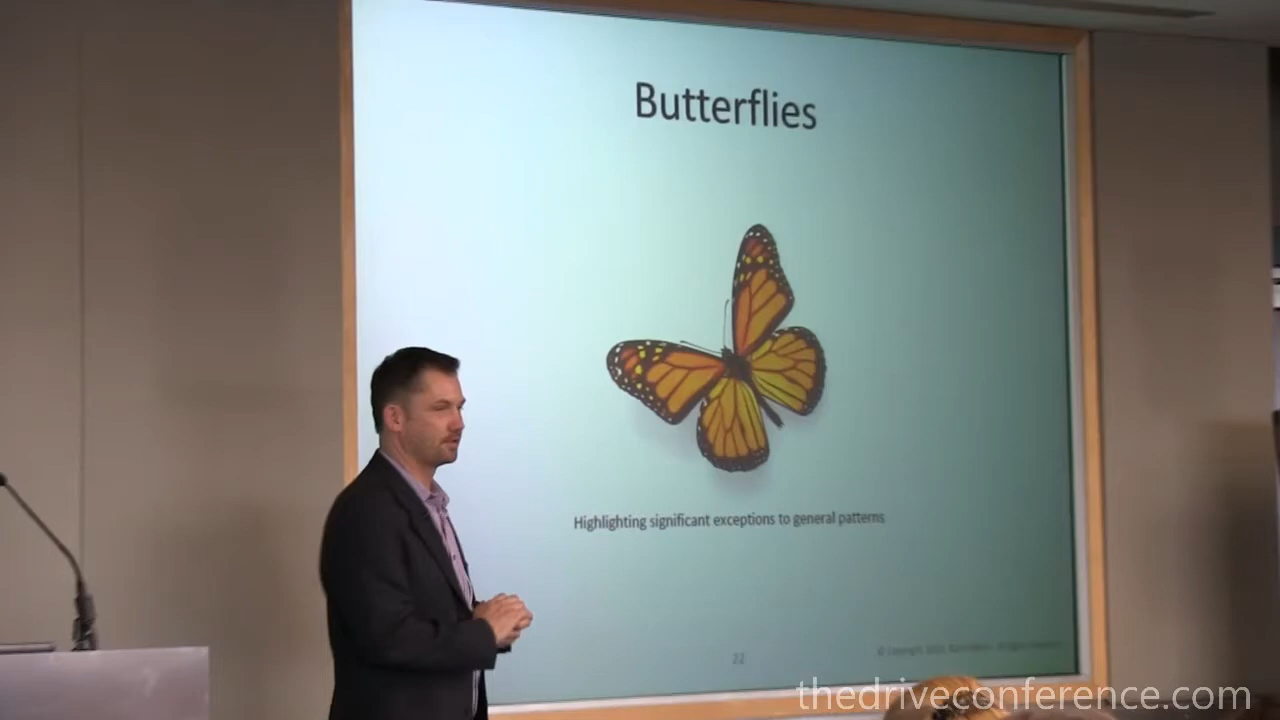 Butterflies
Highlighting significant exceptions to general patterns
22
thedriveconference.com